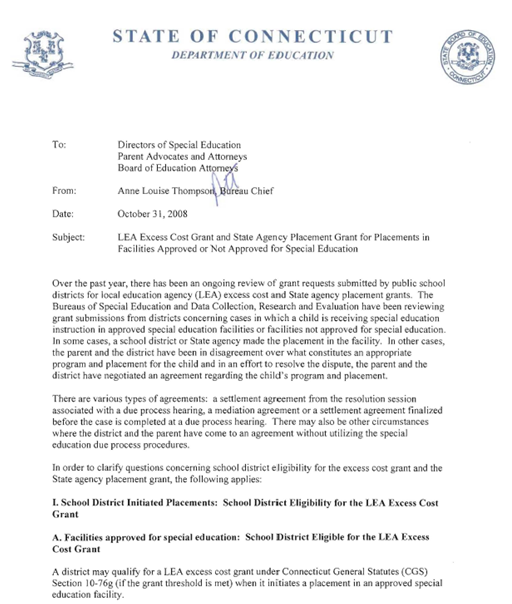 STATE OF CONNECTICUT
DEPARTMENT OF EDUCATION
STATE BOARD OF EDUCATION
CONNECTICUT
To: Directors of Special Education
Parent Advocates and Attorneys
Board of Education Attorneys
From: Anne Louise Thompson, Bureau Chief
Date: October 31, 2008
Subject: LEA Excess Cost Grant and State Agency Placement Grant for Placements in
Facilities Approved or Not Approved for Special Education
Over the past year, there has been an ongoing review of grant requests submitted by public school
districts for local education agency (LEA) excess cost and State agency placement grants. The
Bureaus of Special Education and Data Collection, Research and Evaluation have been reviewing
grant submissions from districts concerning cases in which a child is receiving special education
instruction in approved special education facilities or facilities not approved for special education.
In some cases, a school district or State agency made the placement in the facility. In other cases,
the parent and the district have been in disagreement over what constitutes an appropriate
program and placement for the child and in an effort to resolve the dispute, the parent and the
district have negotiated an agreement regarding the child's program and placement.
There are various types of agreements: a settlement agreement from the resolution session
associated with a due process hearing, a mediation agreement or a settlement agreement finalized
before the case is completed at a due process hearing. There may also be other circumstances
where the district and the parent have come to an agreement without utilizing the special
education due process procedures.
In order to clarify questions concerning school district eligibility for the excess cost grant and the
State agency placement grant, the following applies:
I. School District Initiated Placements: School District Eligibility for the LEA Excess Cost
Grant
A. Facilities approved for special education: School District Eligible for the LEA Excess
Cost Grant
A district may qualify for a LEA excess cost grant under Connecticut General Statutes (CGS)
Section 10-76g (if the grant threshold is met) when it initiates a placement in an approved special
education facility.